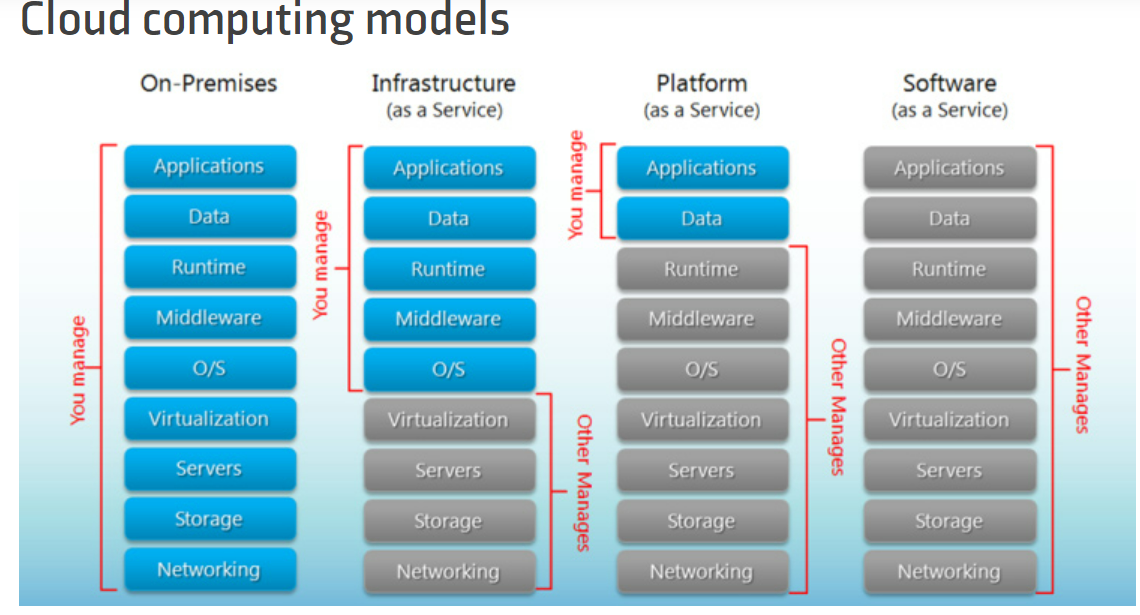 Cloud computing models
On-Premises
You manage
Applications
Data
Runtime
Middleware
O/S
Virtualization
Servers
Storage
Networking
Infrastructure
(as a Service)
You manage
Applications
Data
Runtime
Middleware
O/S
Virtualization
Servers
Storage
Networking
Other Manages
Platform
(as a Service)
You manage
Applications
Data
Runtime
Middleware
O/S
Virtualization
Servers
Storage
Networking
Other Manages
Software
(as a Service)
Applications
Data
Runtime
Middleware
O/S
Virtualization
Servers
Storage
Networking
Other Manages